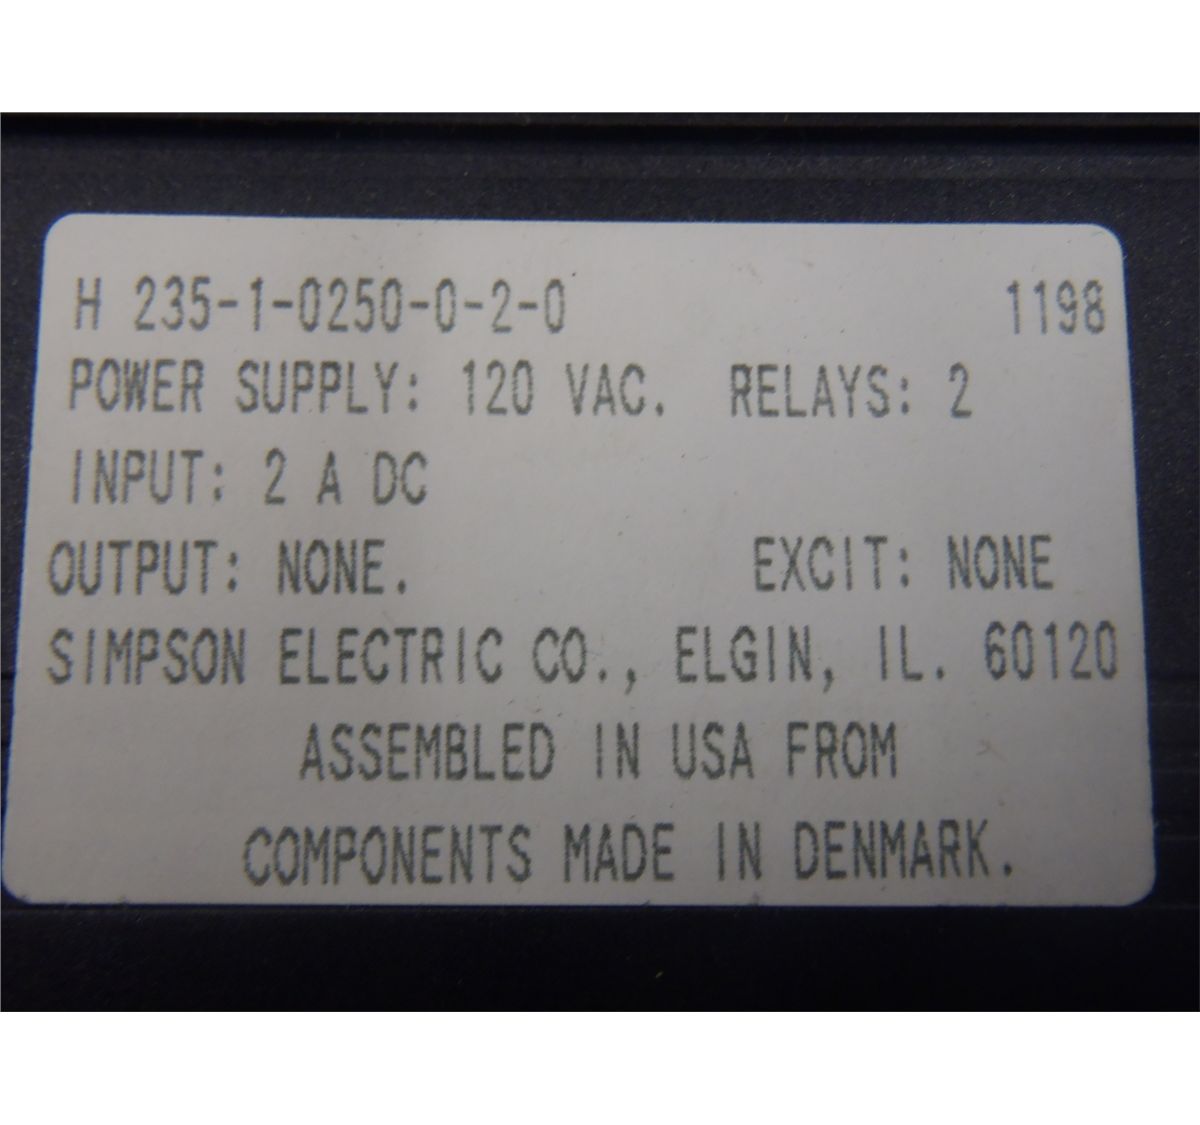 H 235-1-0250-0-2-0 1198
POWER SUPPLY: 120 VAC. RELAYS: 2
INPUT: 2 A DC
OUTPUT: NONE. EXCIT: NONE
SIMPSON ELECTRIC CO., ELGIN, IL. 60120
ASSEMBLED IN USA FROM
COMPONENTS MADE IN DENMARK.